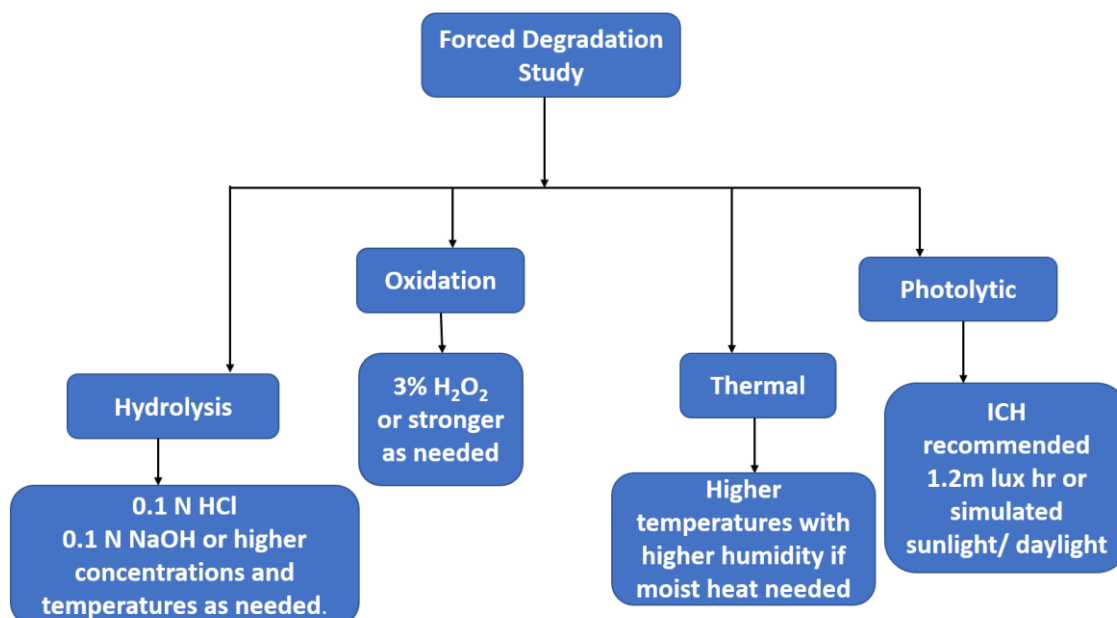 Forced Degradation
Study
Hydrolysis
0.1 N HCl
0.1 N NaOH or higher
concentrations and
temperatures as needed.
Oxidation
3% H₂O₂
or stronger
as needed
Thermal
Higher
temperatures with
higher humidity if
moist heat needed
Photolytic
ICH
recommended
1.2m lux hr or
simulated
sunlight/ daylight